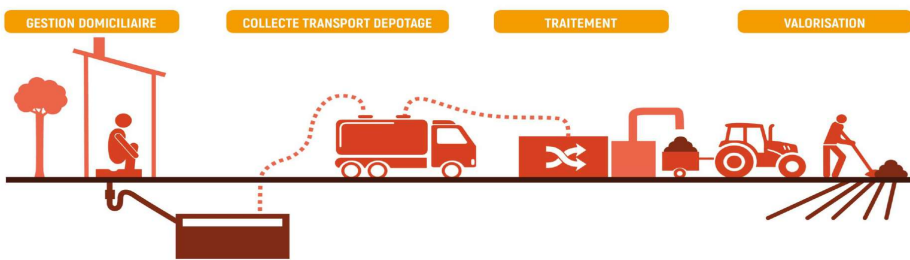 GESTION DOMICILIAIRE
COLLECTE TRANSPORT DEPOTAGE
TRAITEMENT
VALORISATION